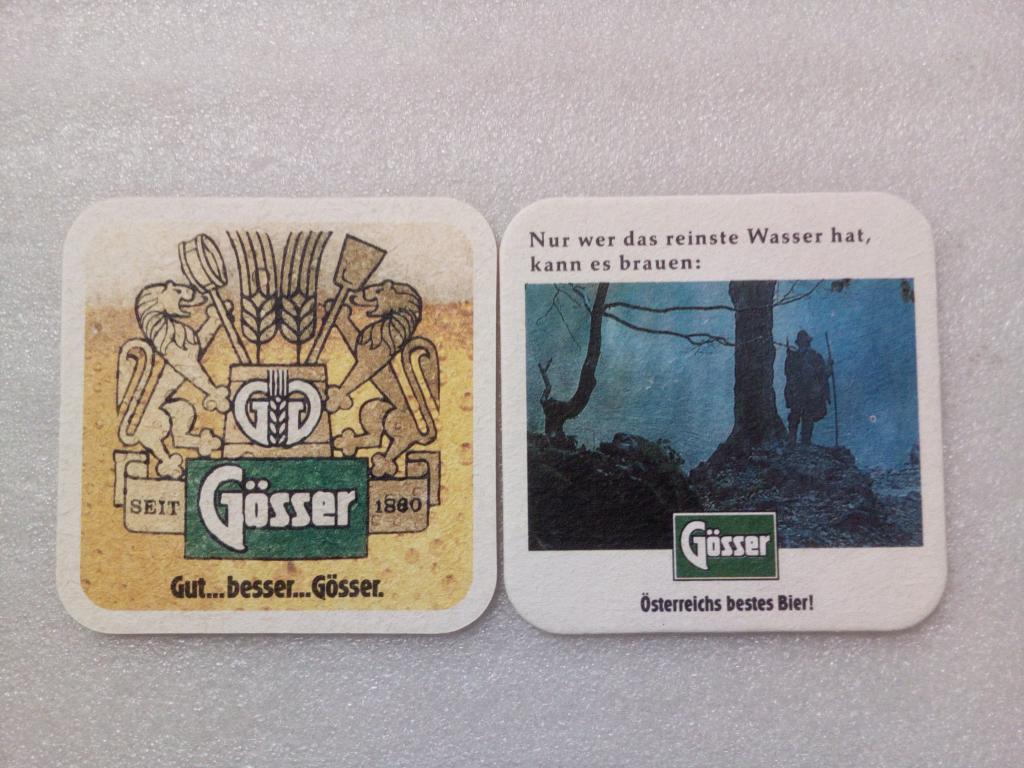 GG
SEIT Gösser 1860
Gut...besser...Gösser.
Nur wer das reinste Wasser hat,
kann es brauen:
Gösser
Österreichs bestes Bier!